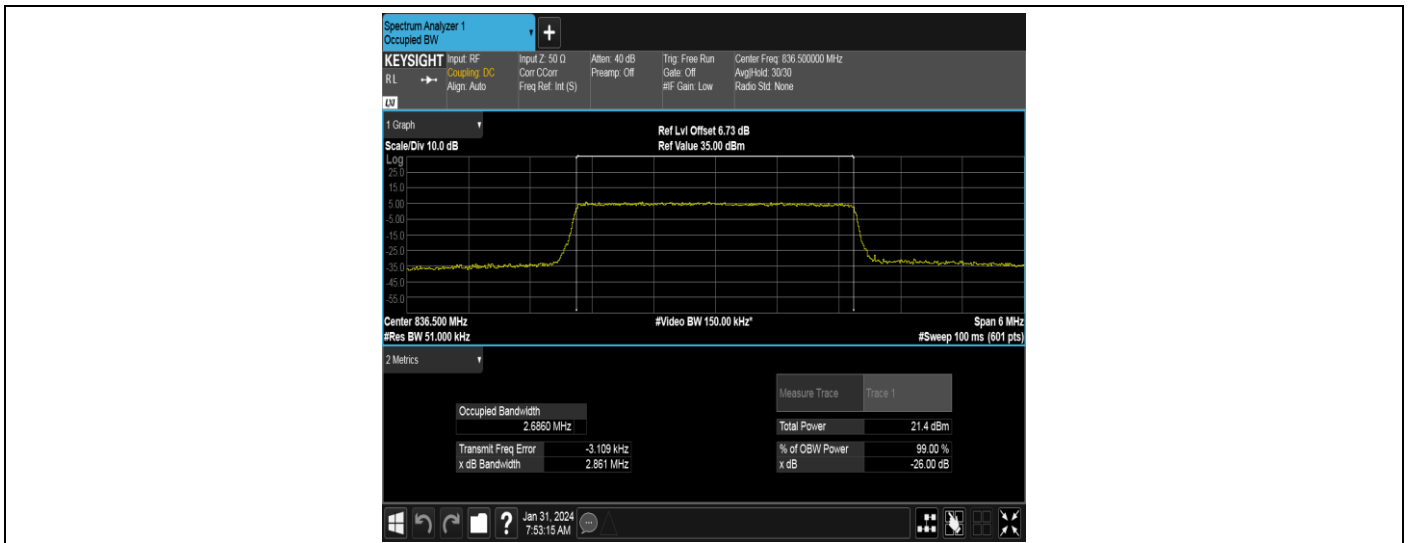 Spectrum Analyzer 1
Occupied BW
+
KEYSIGHT
RL
LXI
Input: RF
Coupling: DC
Align: Auto
Input Z: 50 Ω
Corr CCorr
Freq Ref: Int (S)
Atten: 40 dB
Preamp: Off
Trig: Free Run
Gate: Off
#IF Gain: Low
Center Freq: 836.500000 MHz
Avg|Hold: 30/30
Radio Std: None
1 Graph
Ref Lvl Offset 6.73 dB
Scale/Div 10.0 dB
Ref Value 35.00 dBm
Log
25.0
15.0
5.00
-5.00
-15.0
-25.0
-35.0
-45.0
-55.0
Center 836.500 MHz
#Video BW 150.00 kHz*
Span 6 MHz
#Res BW 51.000 kHz
#Sweep 100 ms (601 pts)
2 Metrics
Measure Trace
Trace 1
Occupied Bandwidth
2.6860 MHz
Total Power
21.4 dBm
Transmit Freq Error
-3.109 kHz
% of OBW Power
99.00 %
x dB Bandwidth
2.861 MHz
x dB
-26.00 dB
?
Jan 31, 2024
7:53:15 AM